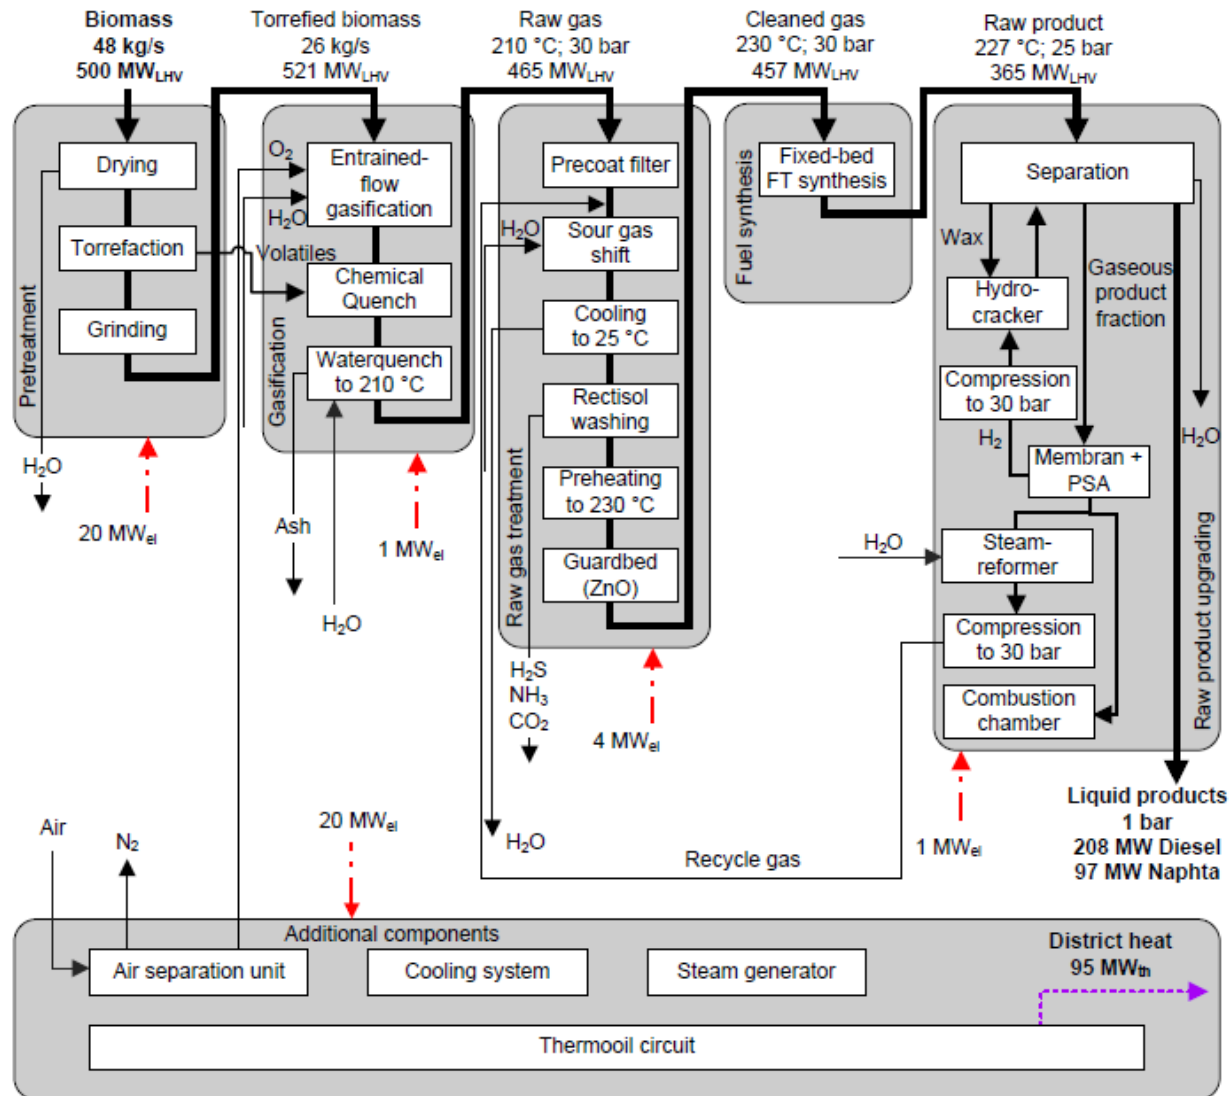 Biomass
48 kg/s
500 MWLHV
Torrefied biomass
26 kg/s
521 MWLHV
Raw gas
210 °C; 30 bar
465 MWLHV
Cleaned gas
230 °C; 30 bar
457 MWLHV
Raw product
227 °C; 25 bar
365 MWLHV
Pretreatment
Drying
Torrefaction
Grinding
H2O
20 MWel
Gasification
O2
H2O
Volatiles
Entrained-
flow
gasification
Chemical
Quench
Waterquench
to 210 °C
Ash
H2O
1 MWel
Raw gas treatment
Precoat filter
H2O
Sour gas
shift
Cooling
to 25 °C
Rectisol
washing
Preheating
to 230 °C
Guardbed
(ZnO)
H2S
NH3
CO2
H2O
4 MWel
Fuel synthesis
Fixed-bed
FT synthesis
Raw product upgrading
Separation
Wax
Gaseous
product
fraction
Hydro-
cracker
Compression
to 30 bar
H2
H2O
Membran +
PSA
H2O
Steam-
reformer
Compression
to 30 bar
Combustion
chamber
1 MWel
Recycle gas
Liquid products
1 bar
208 MW Diesel
97 MW Naphta
Air
N2
20 MWel
Additional components
Air separation unit
Cooling system
Steam generator
District heat
95 MWth
Thermooil circuit